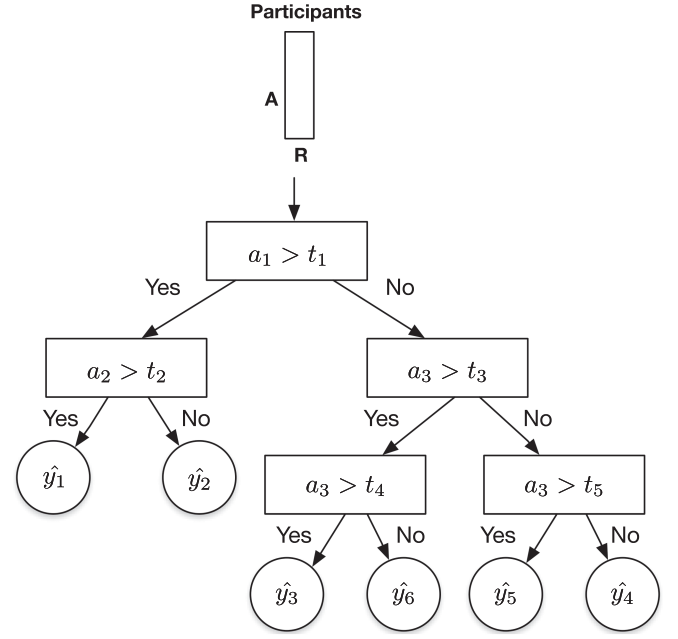 Participants
A
R
a₁ > t₁
Yes No
a₂ > t₂ a₃ > t₃
Yes No Yes No
ŷ₁ ŷ₂ a₃ > t₄ a₃ > t₅
Yes No Yes No
ŷ₃ ŷ₆ ŷ₅ ŷ₄